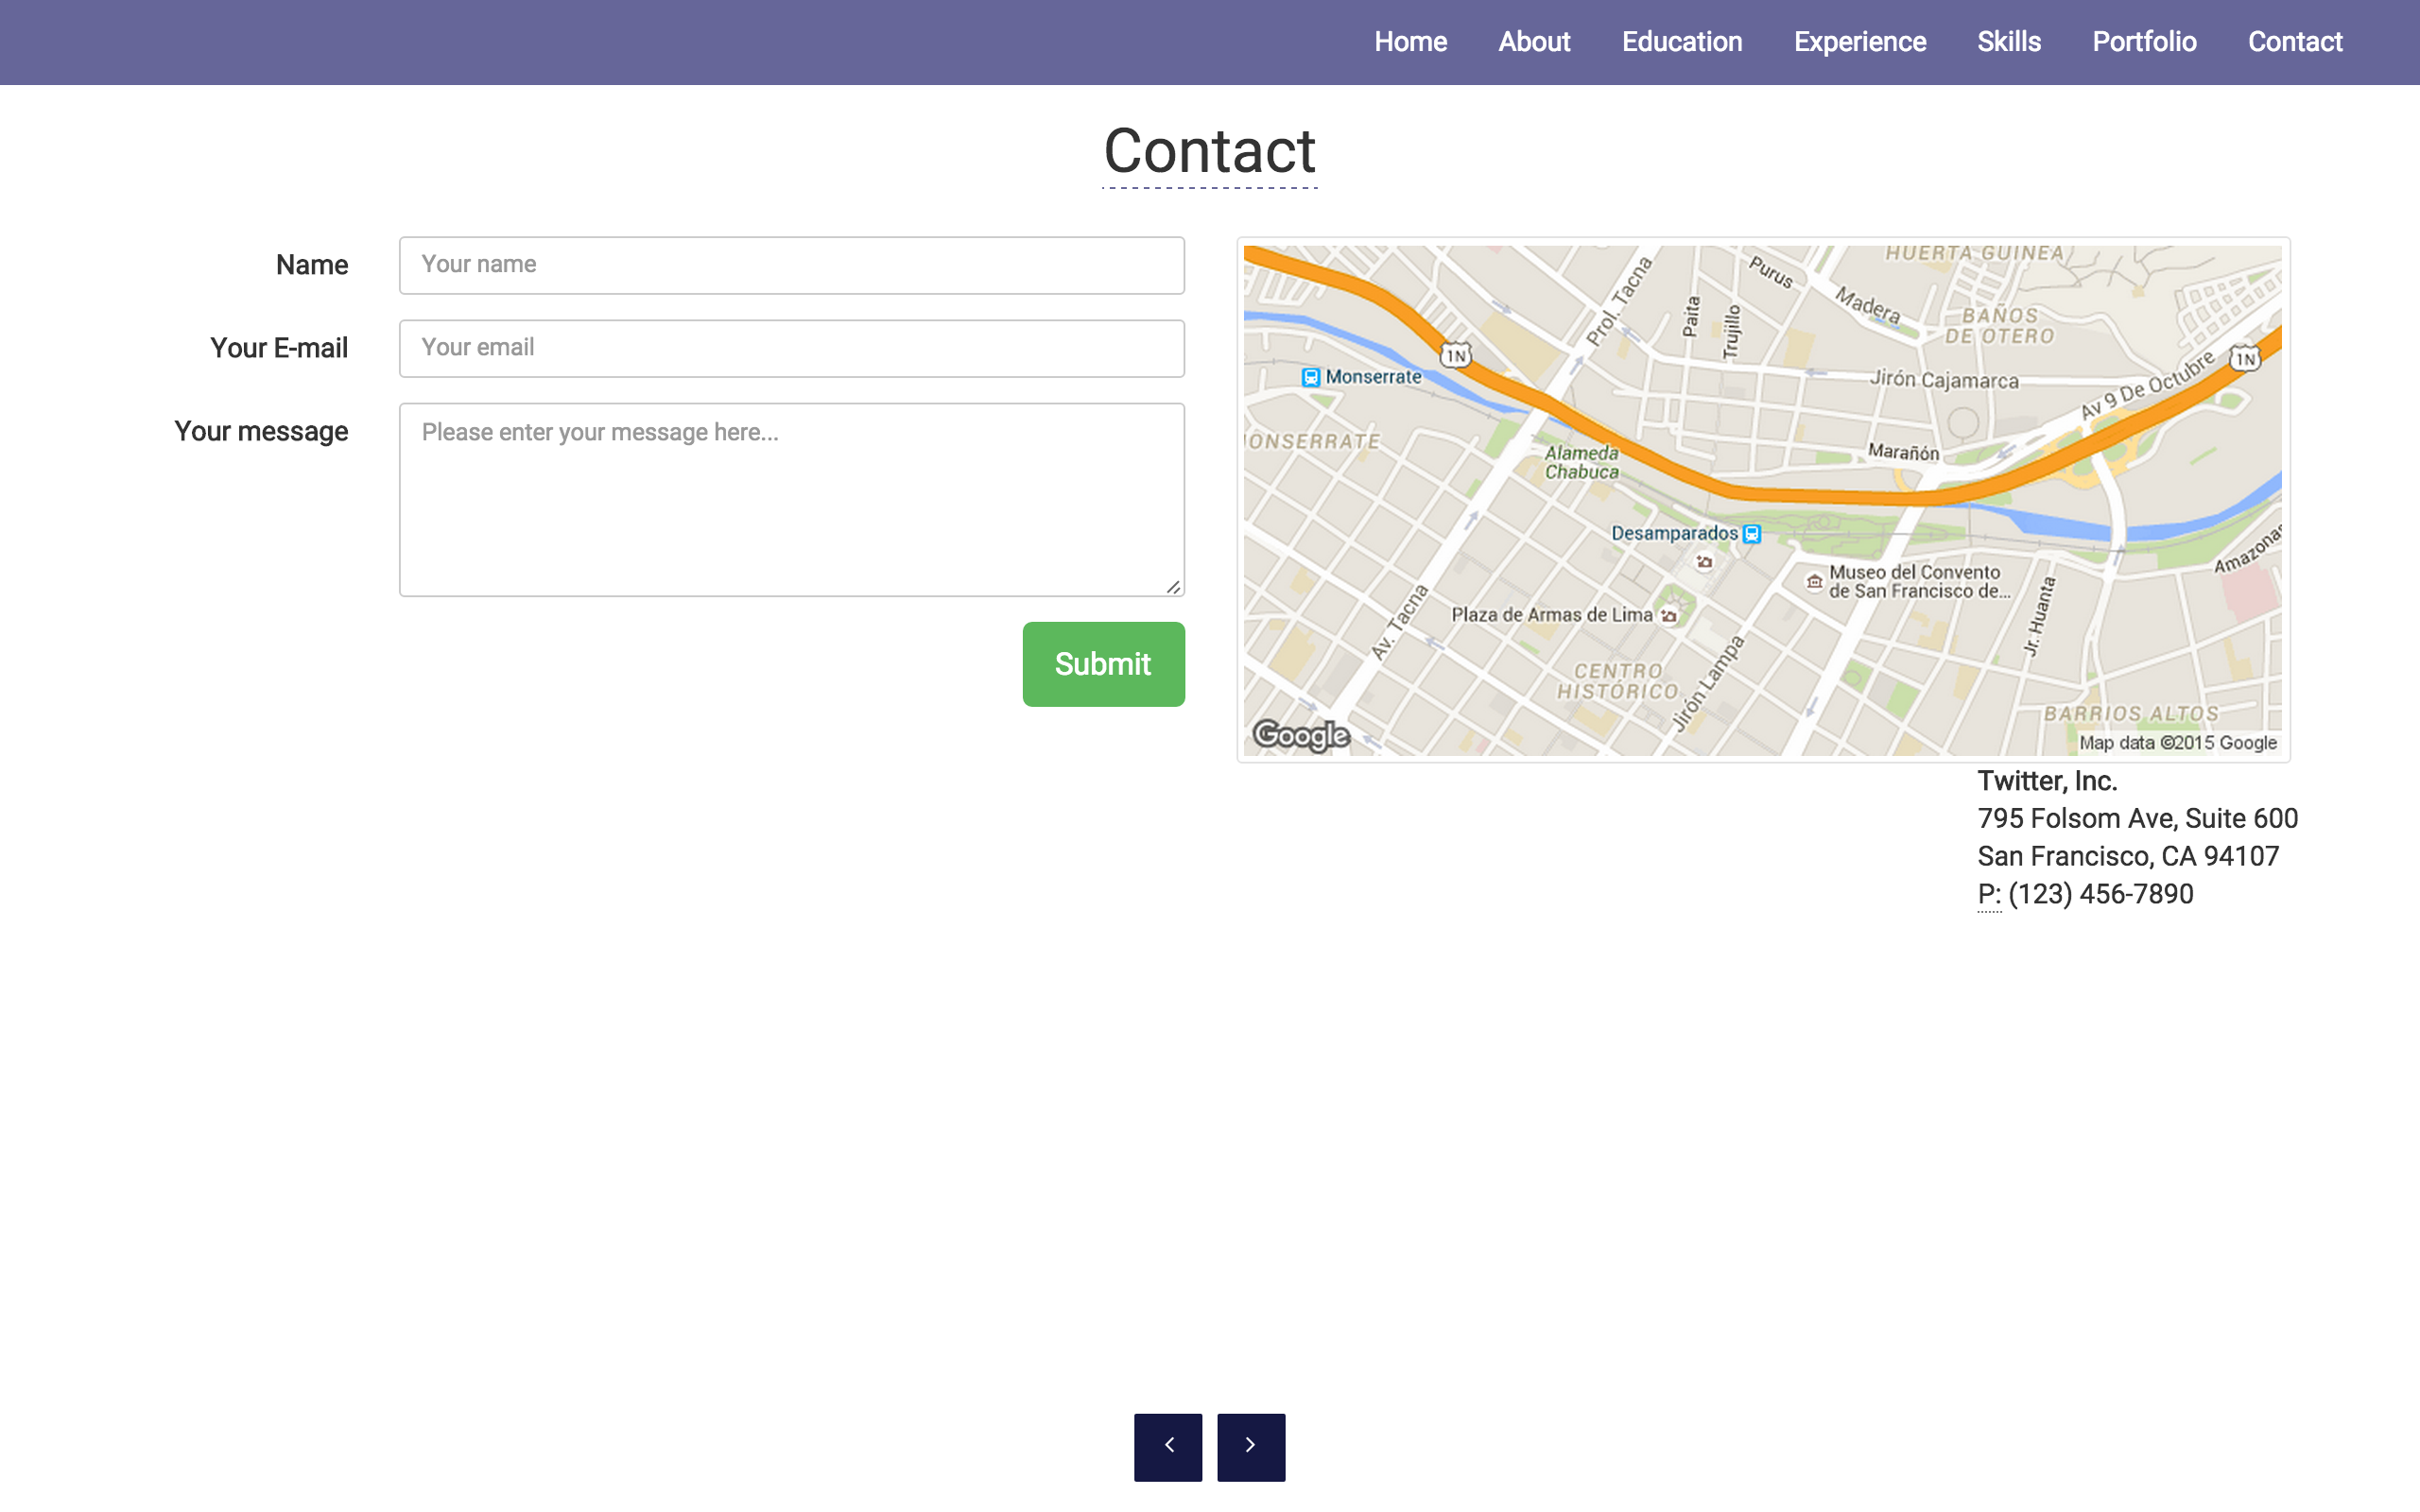 Home About Education Experience Skills Portfolio Contact
Contact
Name
Your name
Your E-mail
Your email
Your message
Please enter your message here...
Submit
HUERTA GUINEA
Purus
Prol. Tacna
Madera
Paita
Trujillo
BAÑOS
DE OTERO
1N
1N
Monserrate
Jirón Cajamarca
Av 9 De Octubre
ONSERRATE
Alameda
Chabuca
Marañón
Desamparados
Amazonas
Museo del Convento
de San Francisco de...
Av. Tacna
Plaza de Armas de Lima
Jr. Huanta
CENTRO
HISTÓRICO
Jirón Lampa
BARRIOS ALTOS
Google
Map data ©2015 Google
Twitter, Inc.
795 Folsom Ave, Suite 600
San Francisco, CA 94107
P: (123) 456-7890